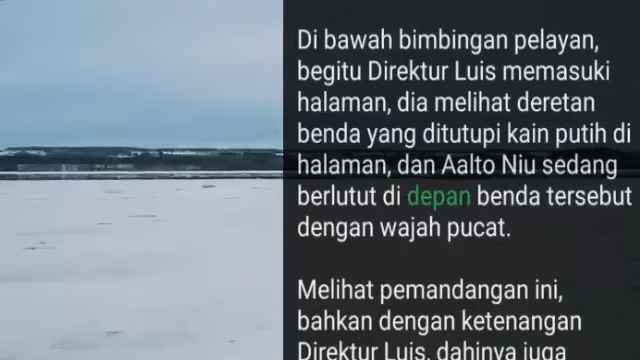 Di bawah bimbingan pelayan,
begitu Direktur Luis memasuki
halaman, dia melihat deretan
benda yang ditutupi kain putih di
halaman, dan Aalto Niu sedang
berlutut di depan benda tersebut
dengan wajah pucat.
Melihat pemandangan ini,
bahkan dengan ketenangan
Direktur Luis, dahinya juga